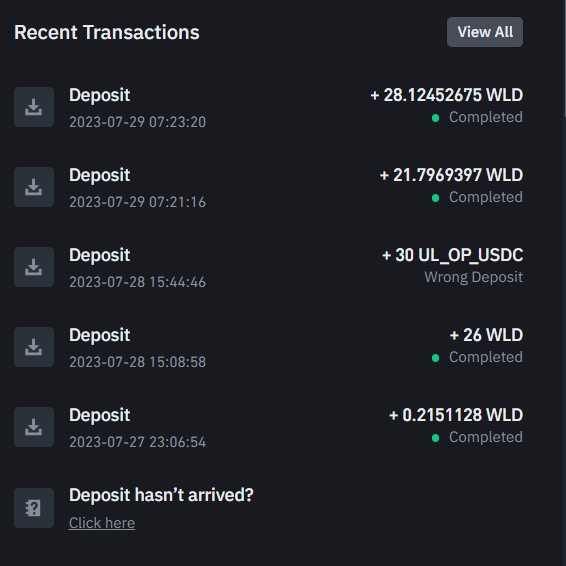 Recent Transactions View All
Deposit + 28.12452675 WLD
2023-07-29 07:23:20 Completed
Deposit + 21.7969397 WLD
2023-07-29 07:21:16 Completed
Deposit + 30 UL_OP_USDC
2023-07-28 15:44:46 Wrong Deposit
Deposit + 26 WLD
2023-07-28 15:08:58 Completed
Deposit + 0.2151128 WLD
2023-07-27 23:06:54 Completed
Deposit hasn’t arrived?
Click here